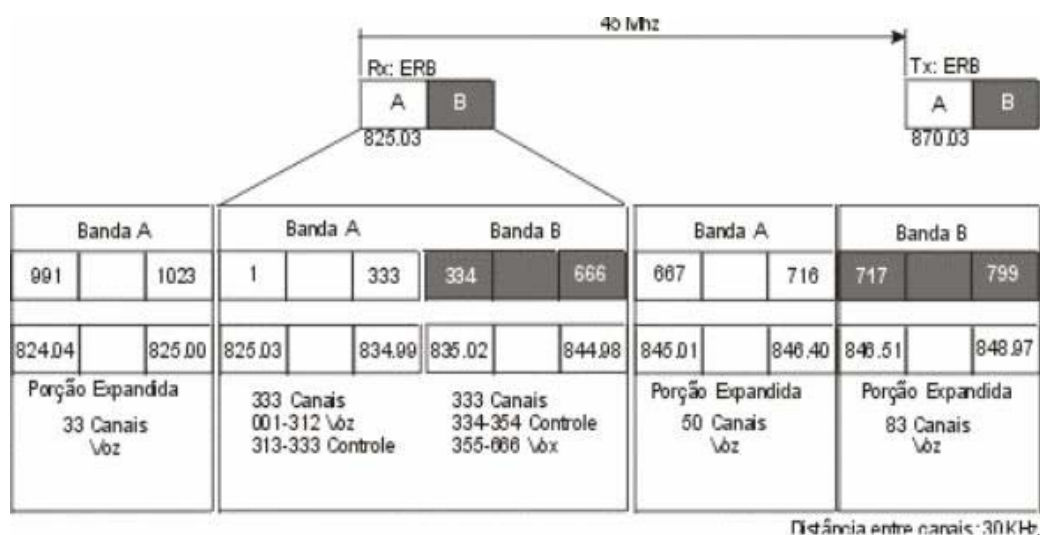 45 Mhz
Rx: ERB
Tx: ERB
A B
A B
825.03
870.03
Banda A
Banda A
Banda B
Banda A
Banda B
991 1023
1 333
334 666
667 716
717 799
824.04 825.00
825.03 834.99
835.02 844.98
845.01 846.40
846.51 848.97
Porção Expandida
33 Canais
Voz
333 Canais
001-312 Voz
313-333 Controle
333 Canais
334-354 Controle
355-666 Vox
Porção Expandida
50 Canais
Voz
Porção Expandida
83 Canais
Voz
Distância entre canais: 30KHz